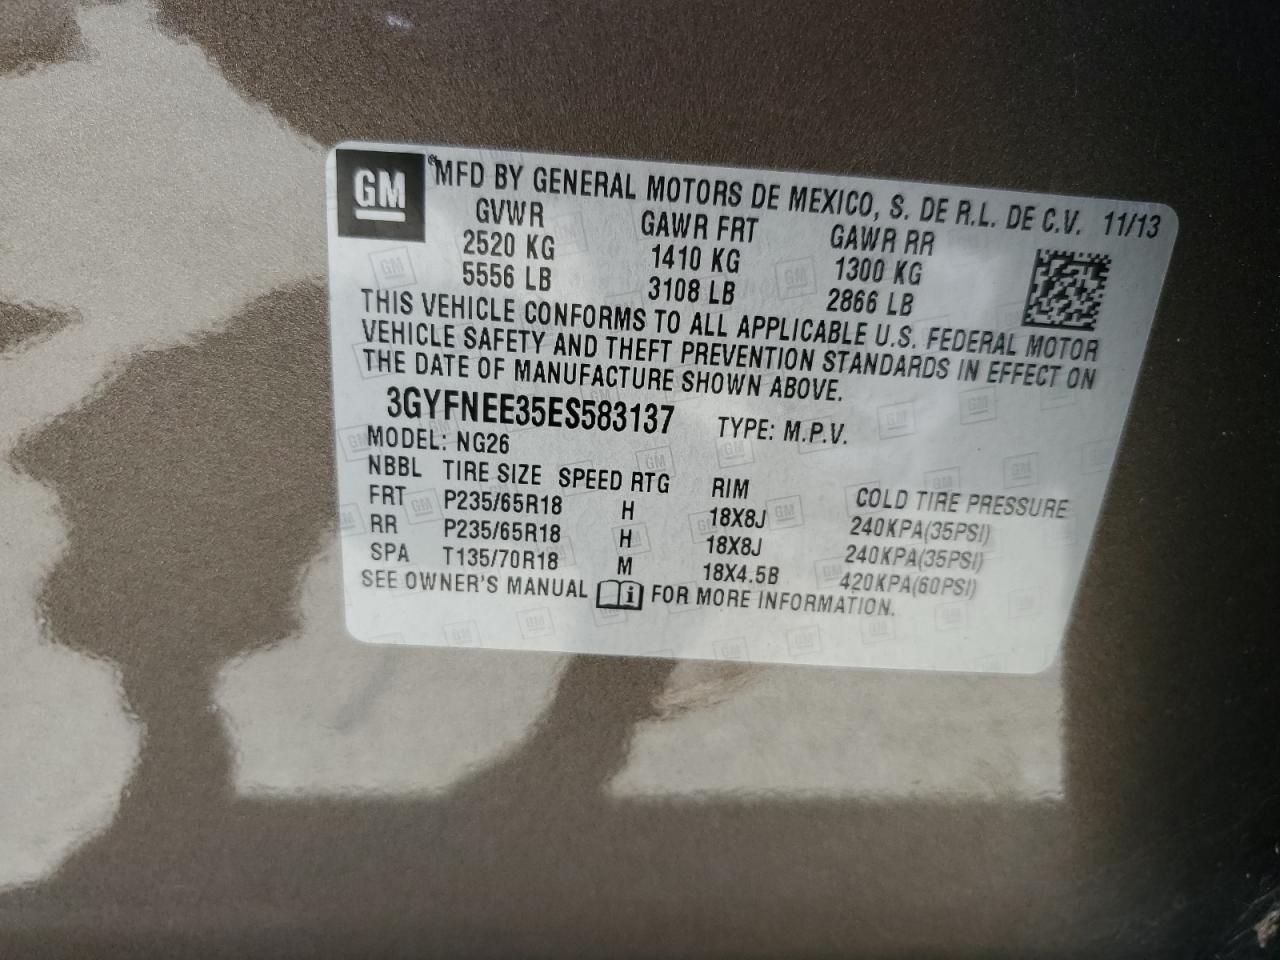 GM
®MFD BY GENERAL MOTORS DE MEXICO, S. DE R.L. DE C.V. 11/13
GVWR GAWR FRT GAWR RR
2520 KG 1410 KG 1300 KG
5556 LB 3108 LB 2866 LB
THIS VEHICLE CONFORMS TO ALL APPLICABLE U.S. FEDERAL MOTOR
VEHICLE SAFETY AND THEFT PREVENTION STANDARDS IN EFFECT ON
THE DATE OF MANUFACTURE SHOWN ABOVE.
3GYFNEE35ES583137 TYPE: M.P.V.
MODEL: NG26
NBBL TIRE SIZE SPEED RTG RIM COLD TIRE PRESSURE
FRT P235/65R18 H 18X8J 240KPA(35PSI)
RR P235/65R18 H 18X8J 240KPA(35PSI)
SPA T135/70R18 M 18X4.5B 420KPA(60PSI)
SEE OWNER'S MANUAL i FOR MORE INFORMATION.